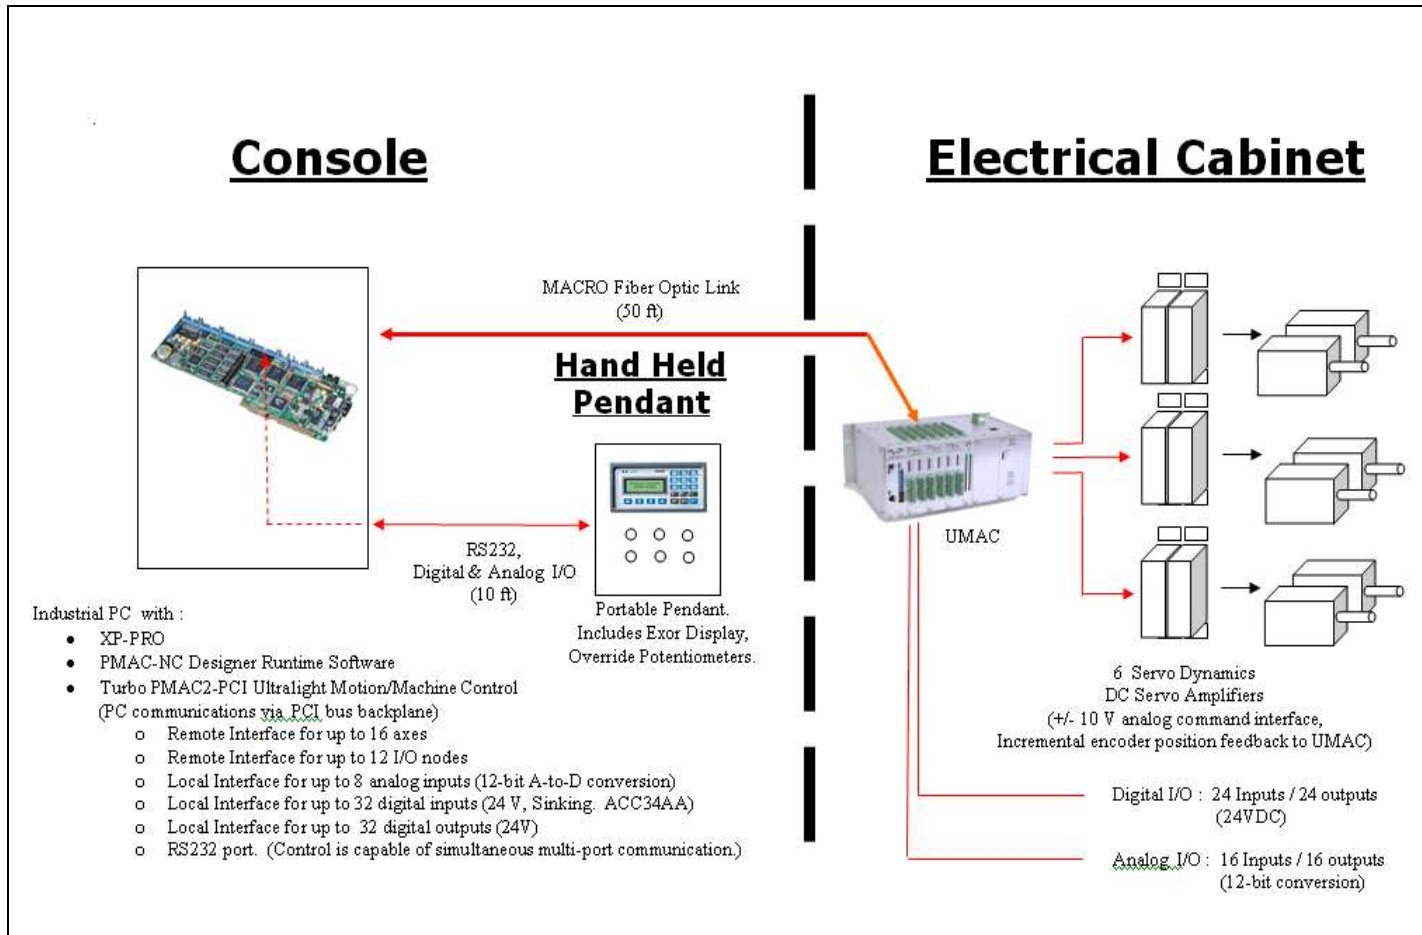 Console
Electrical Cabinet
MACRO Fiber Optic Link
(50 ft)
Hand Held
Pendant
RS232,
Digital & Analog I/O
(10 ft)
Portable Pendant.
Includes Exor Display,
Override Potentiometers.
Industrial PC with :
• XP-PRO
• PMAC-NC Designer Runtime Software
• Turbo PMAC2-PCI Ultralight Motion/Machine Control
(PC communications via PCI bus backplane)
o Remote Interface for up to 16 axes
o Remote Interface for up to 12 I/O nodes
o Local Interface for up to 8 analog inputs (12-bit A-to-D conversion)
o Local Interface for up to 32 digital inputs (24 V, Sinking. ACC34AA)
o Local Interface for up to 32 digital outputs (24V)
o RS232 port. (Control is capable of simultaneous multi-port communication.)
UMAC
6 Servo Dynamics
DC Servo Amplifiers
(+/- 10 V analog command interface,
Incremental encoder position feedback to UMAC)
Digital I/O : 24 Inputs / 24 outputs
(24VDC)
Analog I/O : 16 Inputs / 16 outputs
(12-bit conversion)